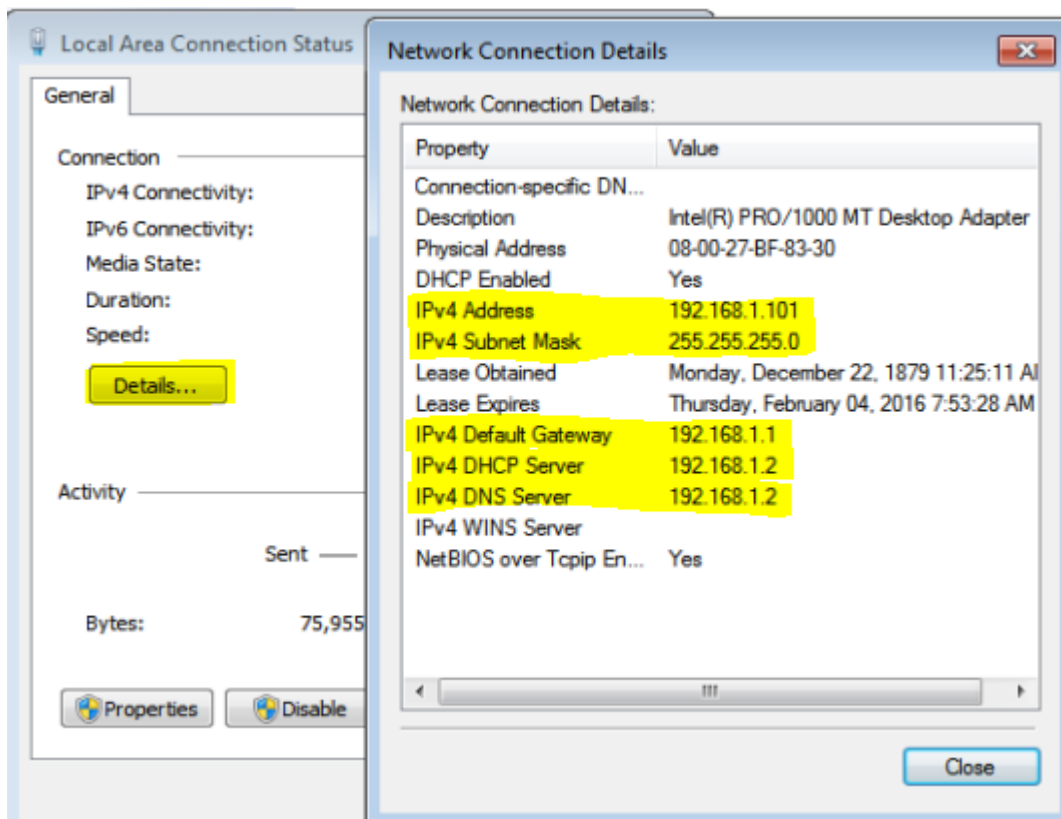 Local Area Connection Status
General
Connection
IPv4 Connectivity:
IPv6 Connectivity:
Media State:
Duration:
Speed:
Details...
Activity
Sent
Bytes: 75,955
Properties Disable
Network Connection Details
Network Connection Details:
Property Value
Connection-specific DN...
Description Intel(R) PRO/1000 MT Desktop Adapter
Physical Address 08-00-27-BF-83-30
DHCP Enabled Yes
IPv4 Address 192.168.1.101
IPv4 Subnet Mask 255.255.255.0
Lease Obtained Monday, December 22, 1879 11:25:11 A
Lease Expires Thursday, February 04, 2016 7:53:28 AM
IPv4 Default Gateway 192.168.1.1
IPv4 DHCP Server 192.168.1.2
IPv4 DNS Server 192.168.1.2
IPv4 WINS Server
NetBIOS over Tcpip En... Yes
Close